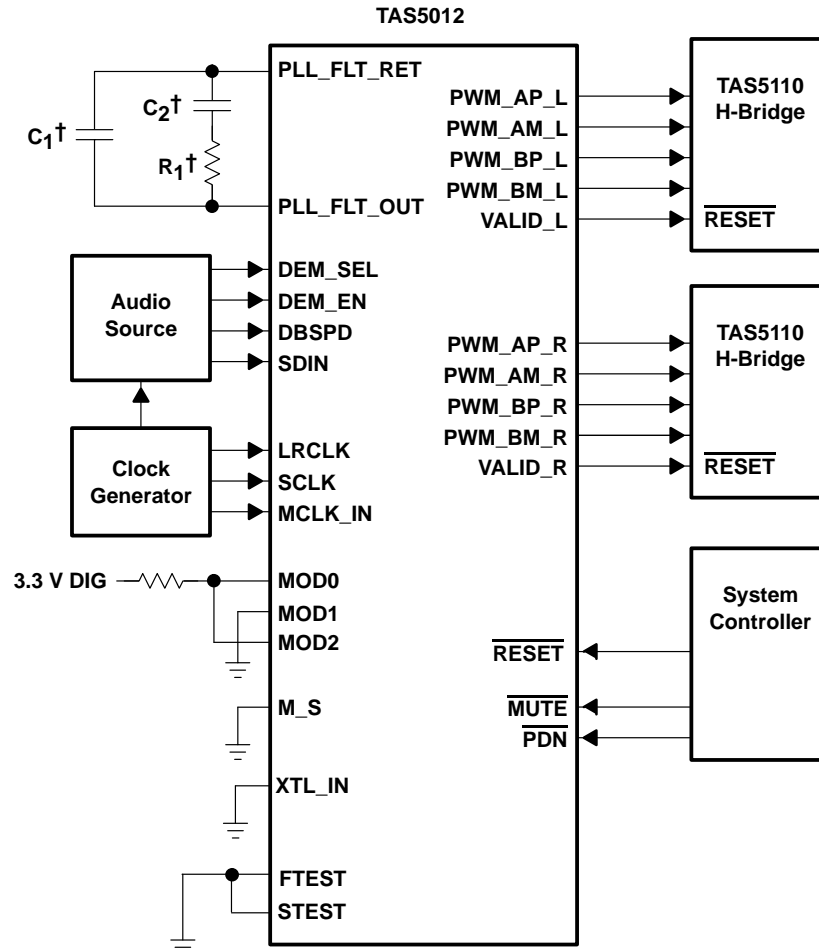 TAS5012
PLL_FLT_RET
C2†
C1†
R1†
PLL_FLT_OUT
Audio
Source
DEM_SEL
DEM_EN
DBSPD
SDIN
Clock
Generator
LRCLK
SCLK
MCLK_IN
3.3 V DIG
MOD0
MOD1
MOD2
M_S
XTL_IN
FTEST
STEST
PWM_AP_L
PWM_AM_L
PWM_BP_L
PWM_BM_L
VALID_L
TAS5110
H-Bridge
RESET
PWM_AP_R
PWM_AM_R
PWM_BP_R
PWM_BM_R
VALID_R
TAS5110
H-Bridge
RESET
System
Controller
RESET
MUTE
PDN